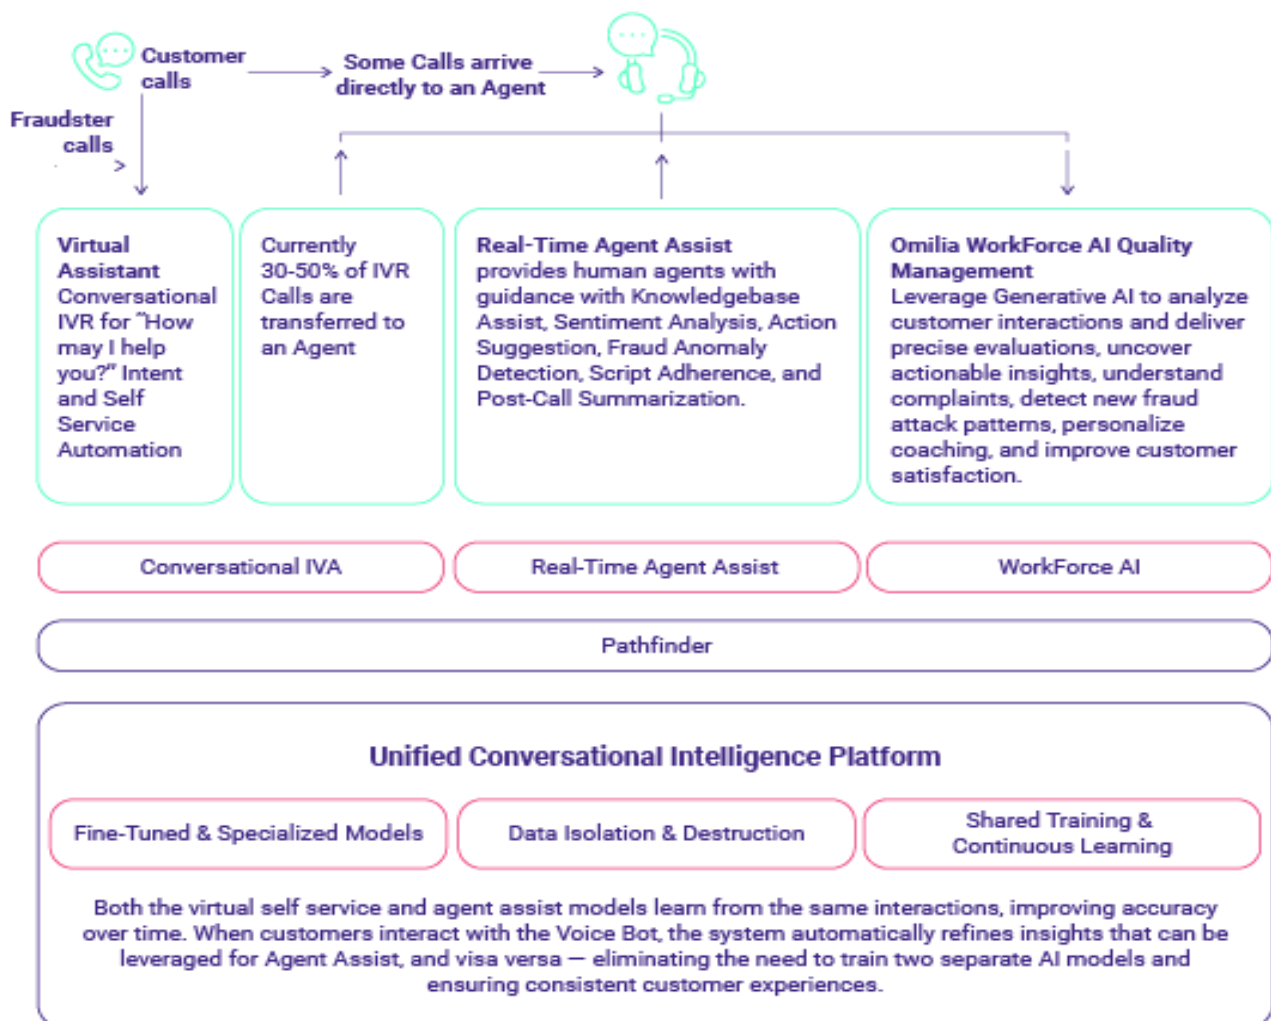 Customer
calls
Some Calls arrive
directly to an Agent
Fraudster
calls
Virtual
Assistant
Conversational
IVR for “How
may I help
you?” Intent
and Self
Service
Automation
Currently
30-50% of IVR
Calls are
transferred to
an Agent
Real-Time Agent Assist
provides human agents with
guidance with Knowledgebase
Assist, Sentiment Analysis, Action
Suggestion, Fraud Anomaly
Detection, Script Adherence, and
Post-Call Summarization.
Omilia WorkForce AI Quality
Management
Leverage Generative AI to analyze
customer interactions and deliver
precise evaluations, uncover
actionable insights, understand
complaints, detect new fraud
attack patterns, personalize
coaching, and improve customer
satisfaction.
Conversational IVA
Real-Time Agent Assist
WorkForce AI
Pathfinder
Unified Conversational Intelligence Platform
Fine-Tuned & Specialized Models
Data Isolation & Destruction
Shared Training &
Continuous Learning
Both the virtual self service and agent assist models learn from the same interactions, improving accuracy
over time. When customers interact with the Voice Bot, the system automatically refines insights that can be
leveraged for Agent Assist, and visa versa — eliminating the need to train two separate AI models and
ensuring consistent customer experiences.